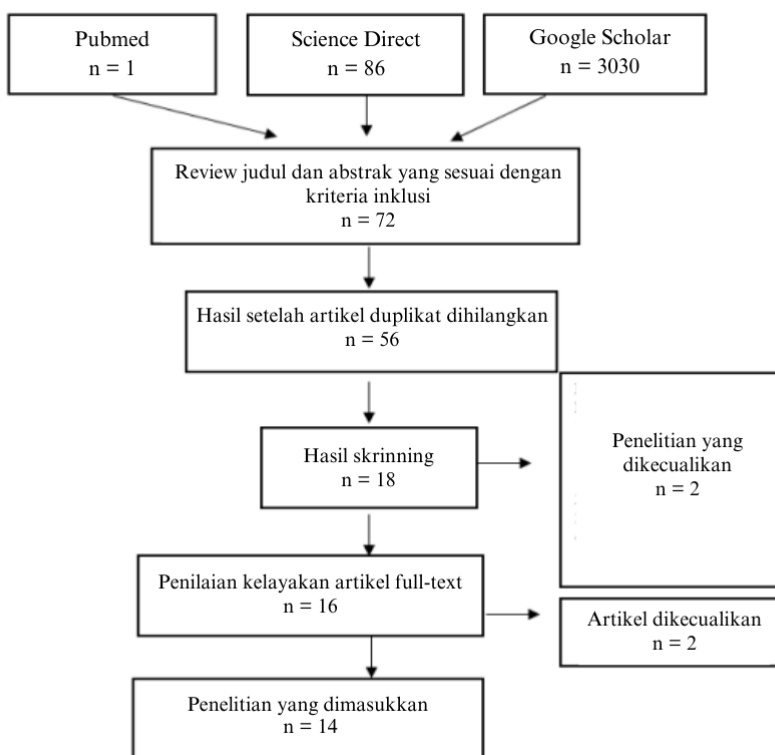 Pubmed
n = 1
Science Direct
n = 86
Google Scholar
n = 3030
Review judul dan abstrak yang sesuai dengan
kriteria inklusi
n = 72
Hasil setelah artikel duplikat dihilangkan
n = 56
Hasil skrinning
n = 18
Penelitian yang
dikecualikan
n = 2
Penilaian kelayakan artikel full-text
n = 16
Artikel dikecualikan
n = 2
Penelitian yang dimasukkan
n = 14